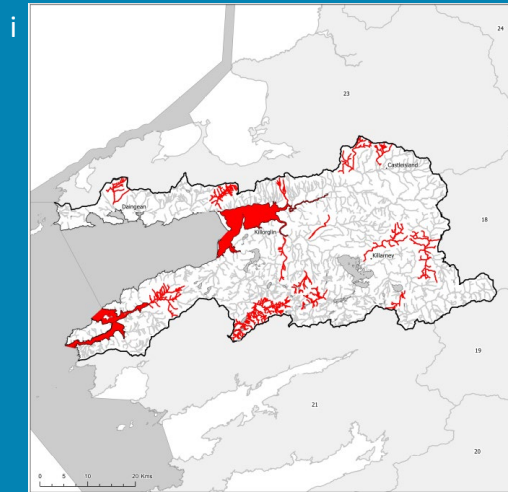 i
24
23
Castleisland
Daingean
18
Killorglin
Killarney
19
21
20
0 5 10 20 Kms